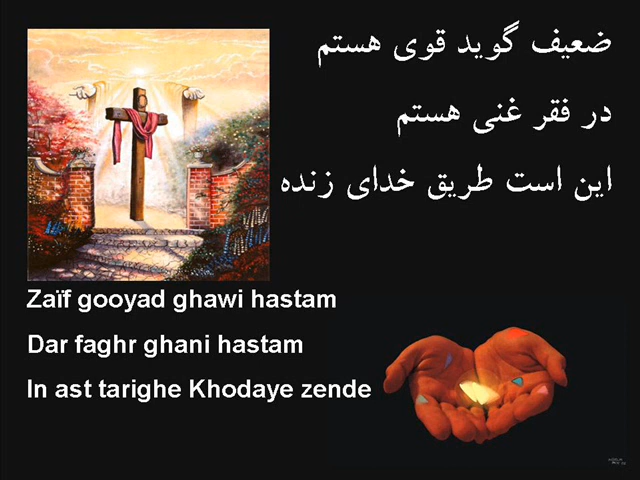 ضعیف گوید قوی هستم
در فقر غنی هستم
این است طریق خدای زنده
Zaïf gooyad ghawi hastam
Dar faghr ghani hastam
In ast tarighe Khodaye zende